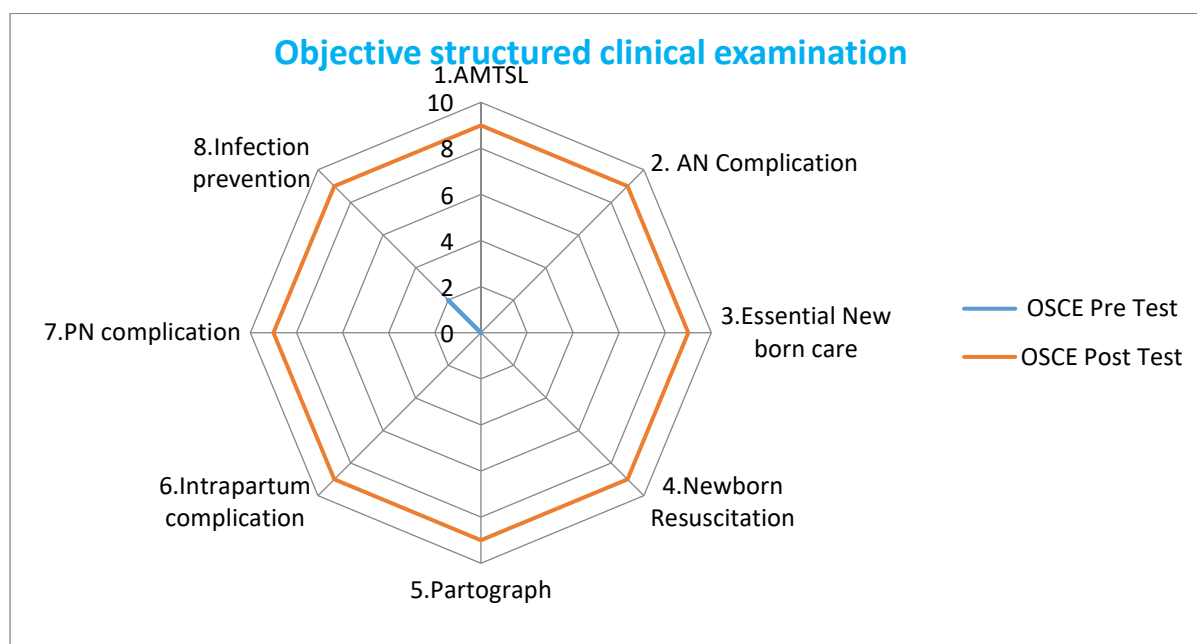 Objective structured clinical examination
1.AMTSL
10
8
6
4
2
0
2. AN Complication
3.Essential New
born care
4.Newborn
Resuscitation
5.Partograph
6.Intrapartum
complication
7.PN complication
8.Infection
prevention
OSCE Pre Test
OSCE Post Test